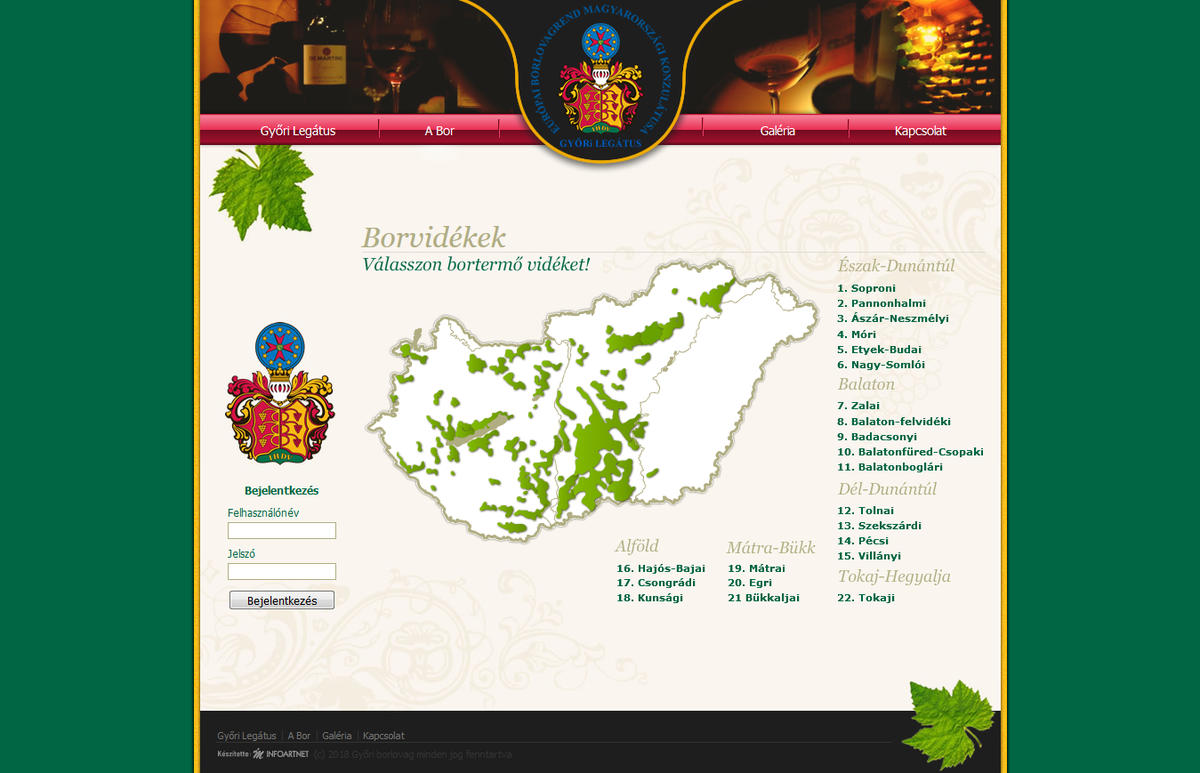 DE MARTINO
EURÓPAI BORLOVAGREND MAGYARORSZÁGI KONZULÁTUSA
GYŐRi LEGÁTUS
Győri Legátus
A Bor
Galéria
Kapcsolat
Borvidékek
Válasszon bortermő vidéket!
Észak-Dunántúl
1. Soproni
2. Pannonhalmi
3. Ászár-Neszmélyi
4. Móri
5. Etyek-Budai
6. Nagy-Somlói
Balaton
7. Zalai
8. Balaton-felvidéki
9. Badacsonyi
10. Balatonfüred-Csopaki
11. Balatonboglári
Dél-Dunántúl
12. Tolnai
13. Szekszárdi
14. Pécsi
15. Villányi
Tokaj-Hegyalja
22. Tokaji
Alföld
16. Hajós-Bajai
17. Csongrádi
18. Kunsági
Mátra-Bükk
19. Mátrai
20. Egri
21 Bükkaljai
Bejelentkezés
Felhasználónév
Jelszó
Bejelentkezés
Győri Legátus | A Bor | Galéria | Kapcsolat
Készítette: INFOARTNET (c) 2018 Győri borlovag minden jog fenntartva